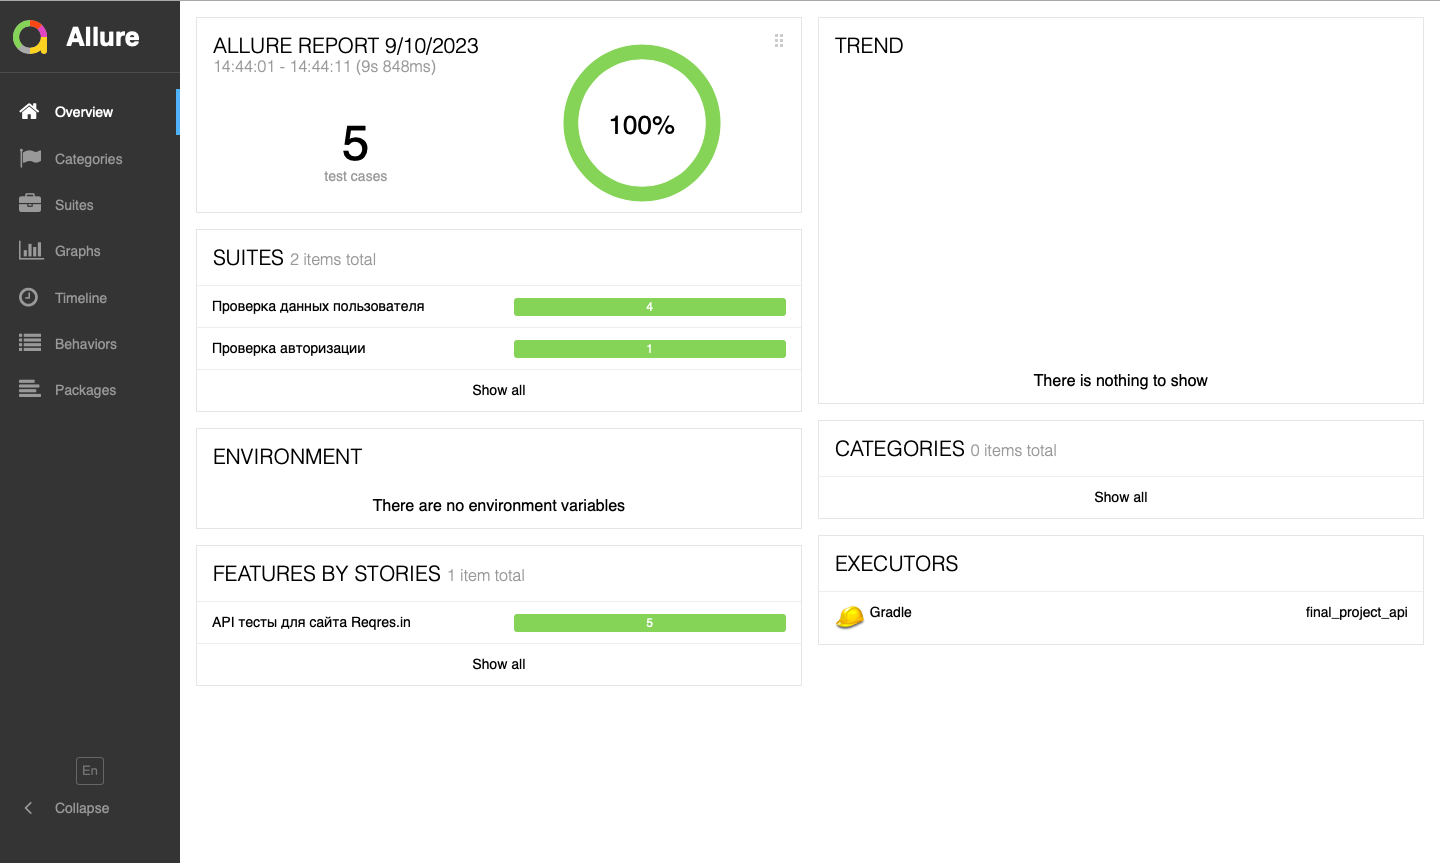 Allure
Overview
Categories
Suites
Graphs
Timeline
Behaviors
Packages
En
Collapse
ALLURE REPORT 9/10/2023
14:44:01 - 14:44:11 (9s 848ms)
5
test cases
100%
SUITES 2 items total
Проверка данных пользователя 4
Проверка авторизации 1
Show all
ENVIRONMENT
There are no environment variables
FEATURES BY STORIES 1 item total
API тесты для сайта Reqres.in 5
Show all
TREND
There is nothing to show
CATEGORIES 0 items total
Show all
EXECUTORS
Gradle final_project_api